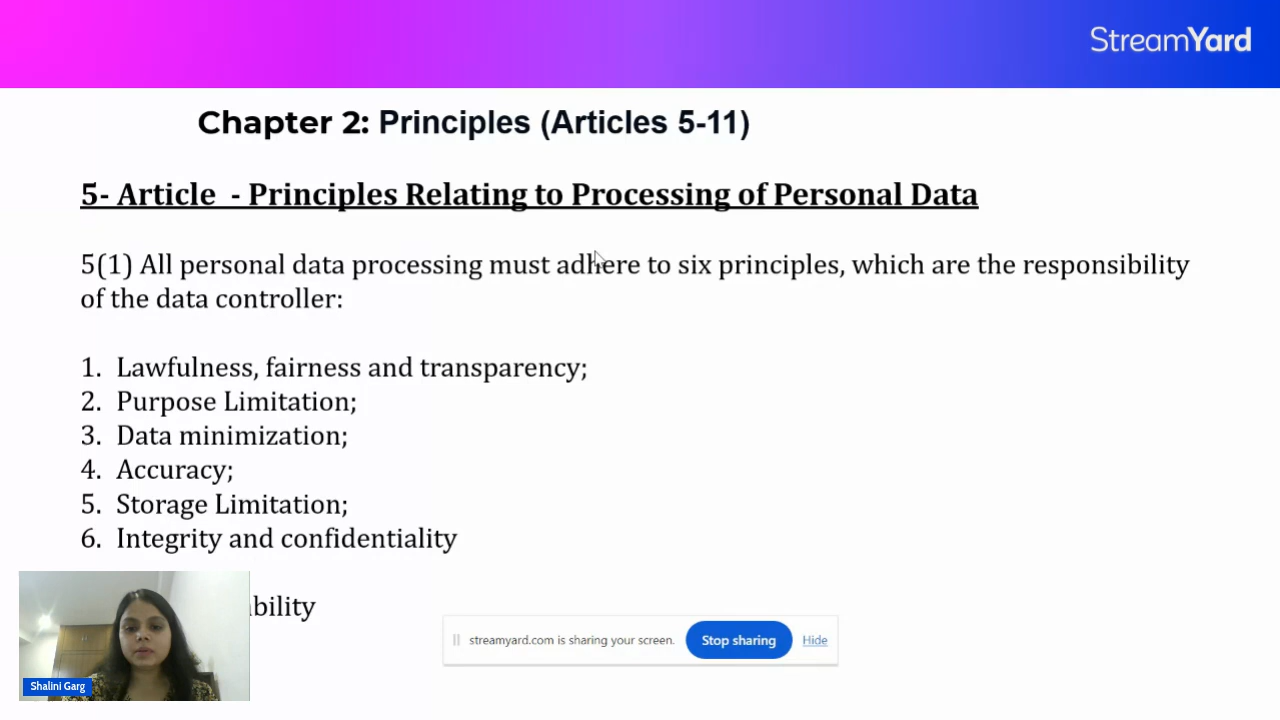 StreamYard
Chapter 2: Principles (Articles 5-11)
5- Article - Principles Relating to Processing of Personal Data
5(1) All personal data processing must adhere to six principles, which are the responsibility
of the data controller:
1. Lawfulness, fairness and transparency;
2. Purpose Limitation;
3. Data minimization;
4. Accuracy;
5. Storage Limitation;
6. Integrity and confidentiality
bility
streamyard.com is sharing your screen. Stop sharing Hide
Shalini Garg